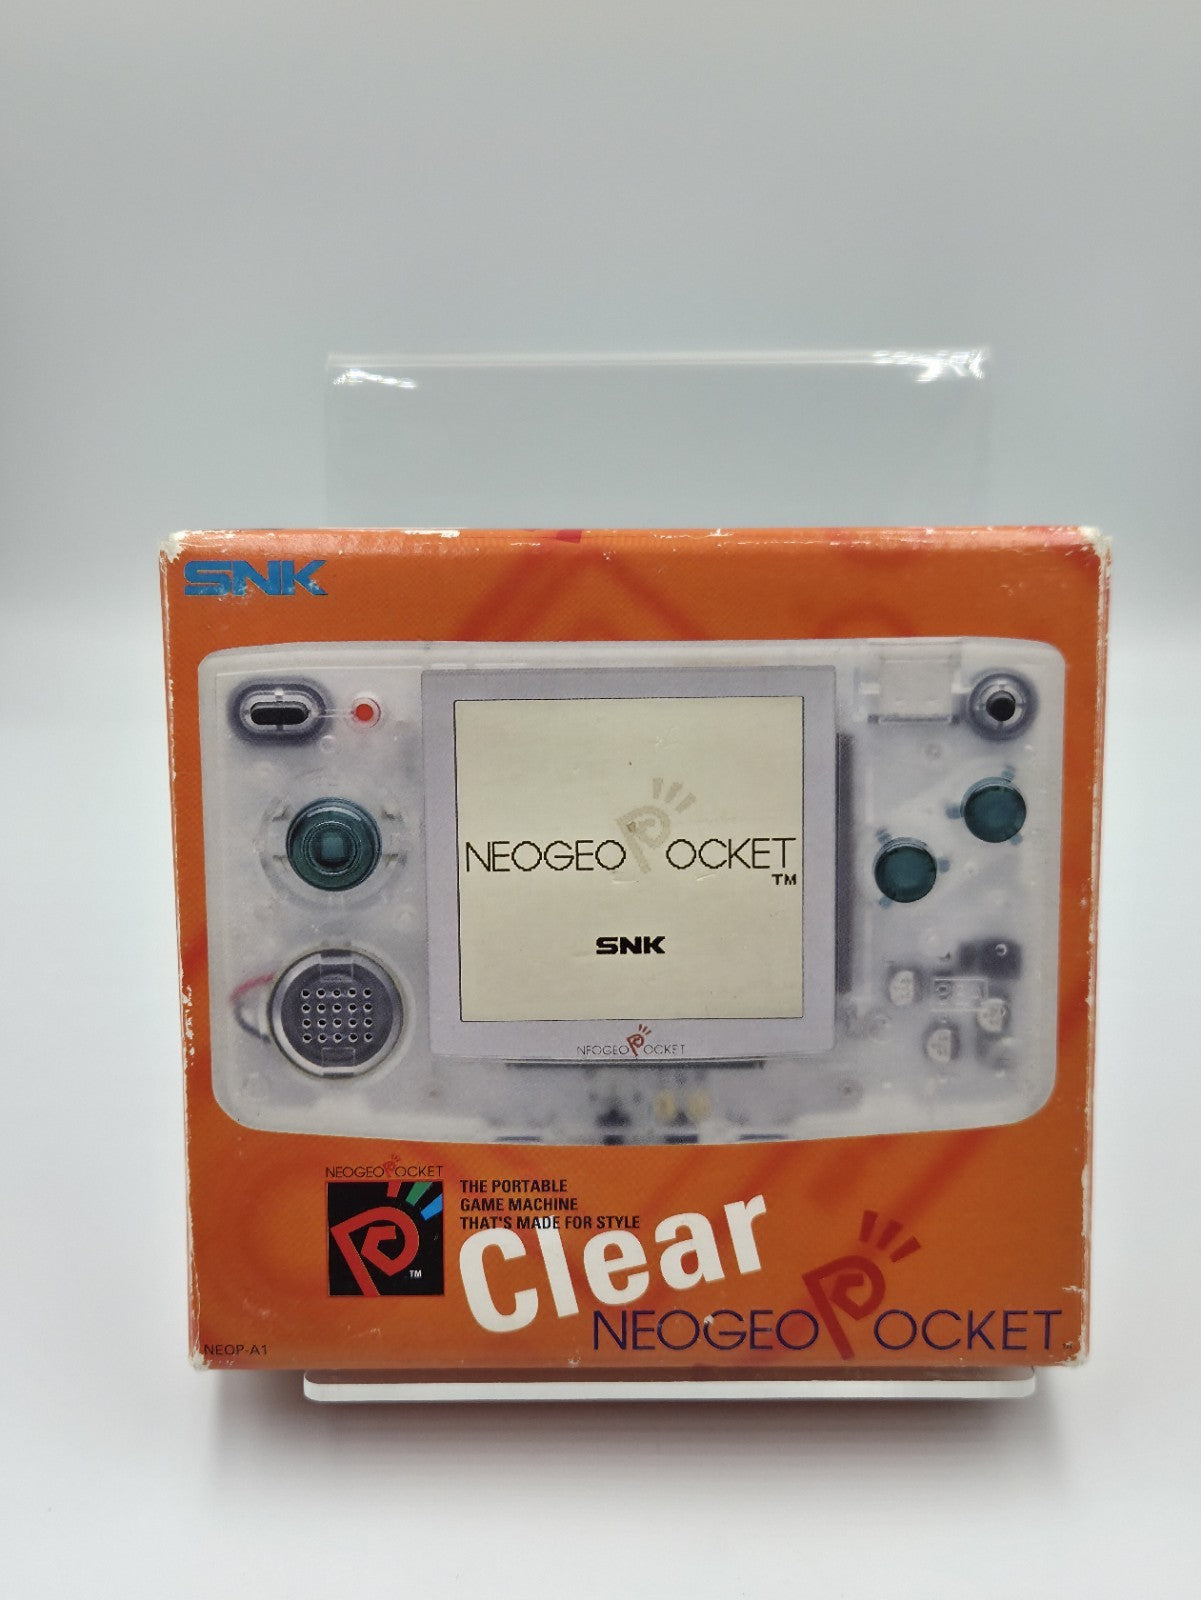 SNK
NEOGEO POCKET
TM
SNK
NEOGEO POCKET
NEOGEO POCKET
THE PORTABLE
GAME MACHINE
THAT'S MADE FOR STYLE
TM
Clear
NEOGEO POCKET
NEOP-A1